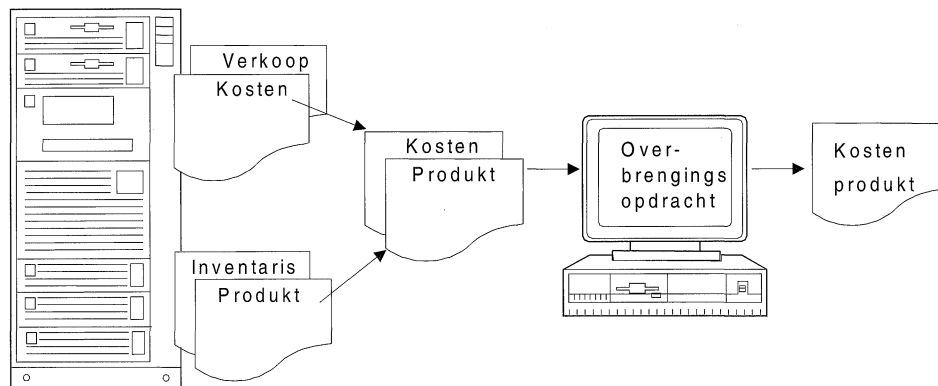 Verkoop
Kosten
Inventaris
Produkt
Kosten
Produkt
Over-
brengings
opdracht
Kosten
produkt